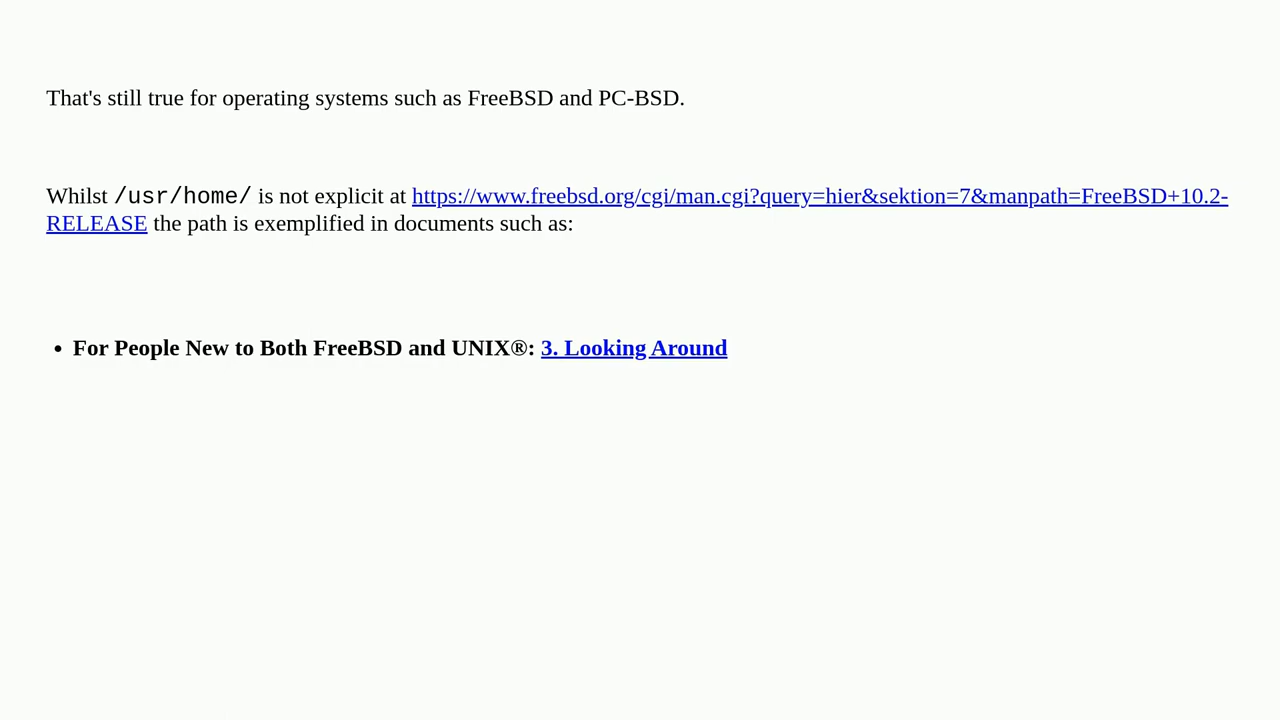 That's still true for operating systems such as FreeBSD and PC-BSD.
Whilst /usr/home/ is not explicit at https://www.freebsd.org/cgi/man.cgi?query=hier&sektion=7&manpath=FreeBSD+10.2-
RELEASE the path is exemplified in documents such as:
• For People New to Both FreeBSD and UNIX®: 3. Looking Around